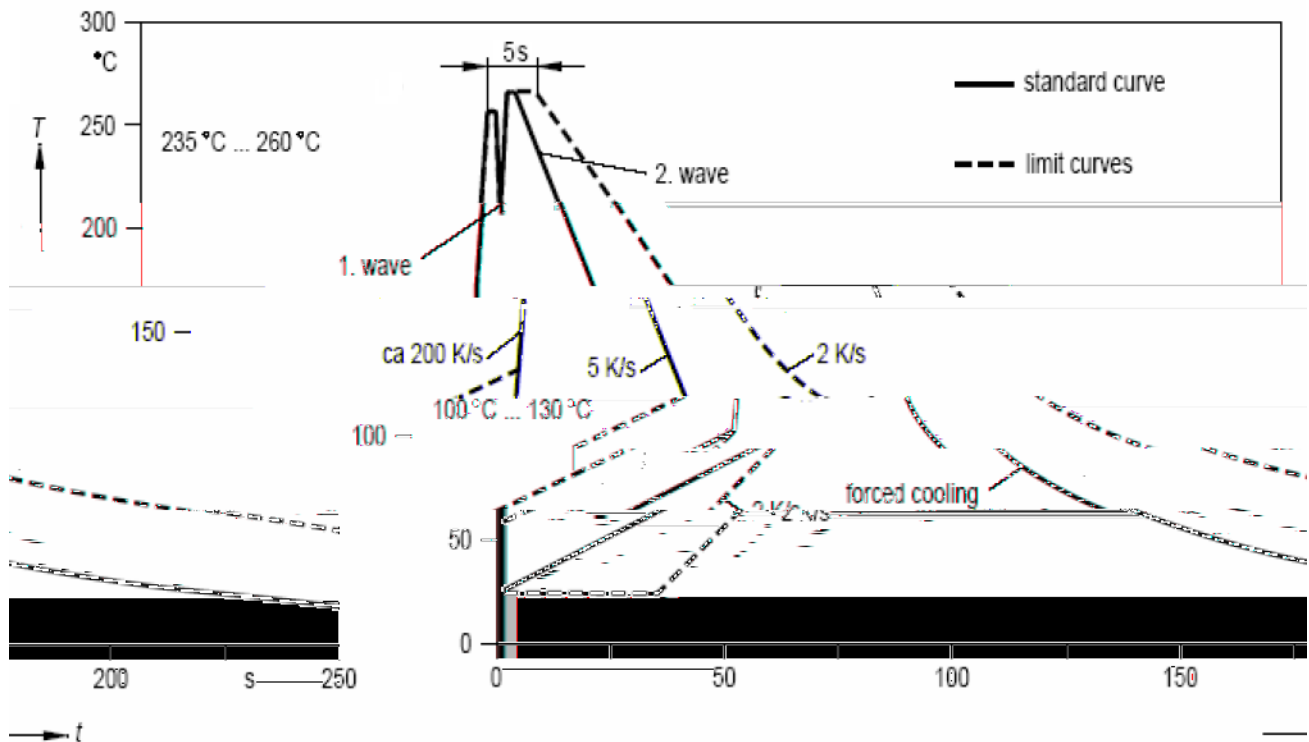 300
°C
5 s
standard curve
T
250
235 °C ... 260 °C
limit curves
2. wave
200
1. wave
150
ca 200 K/s
5 K/s
2 K/s
100 °C ... 130 °C
100
forced cooling
50
0
200
s
250
0
50
100
150
t